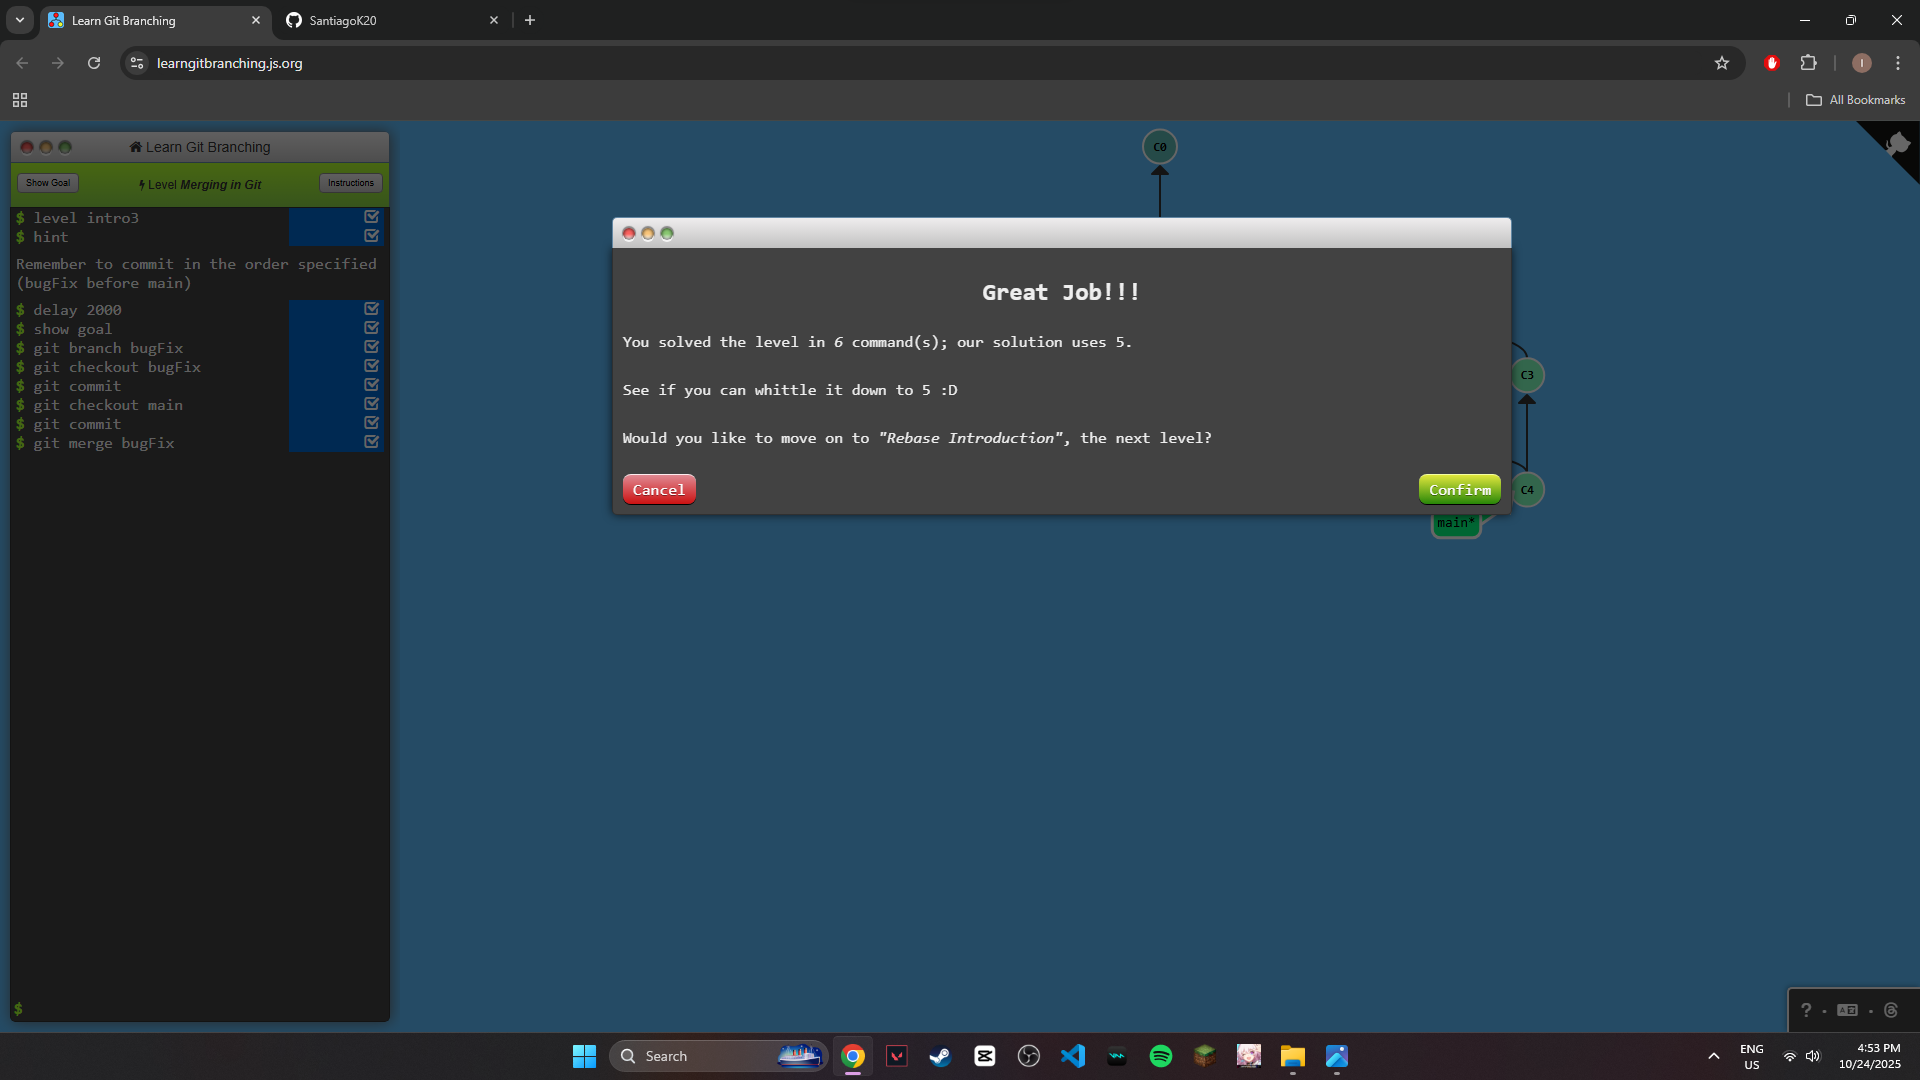 Learn Git Branching
SantiagoK20
learngitbranching.js.org
All Bookmarks
Learn Git Branching
Show Goal
Level Merging in Git
Instructions
$ level intro3
$ hint
Remember to commit in the order specified
(bugFix before main)
$ delay 2000
$ show goal
$ git branch bugFix
$ git checkout bugFix
$ git commit
$ git checkout main
$ git commit
$ git merge bugFix
$
C0
Great Job!!!
You solved the level in 6 command(s); our solution uses 5.
See if you can whittle it down to 5 :D
Would you like to move on to "Rebase Introduction", the next level?
Cancel
Confirm
C3
C4
main*
?
Search
ENG
US
4:53 PM
10/24/2025